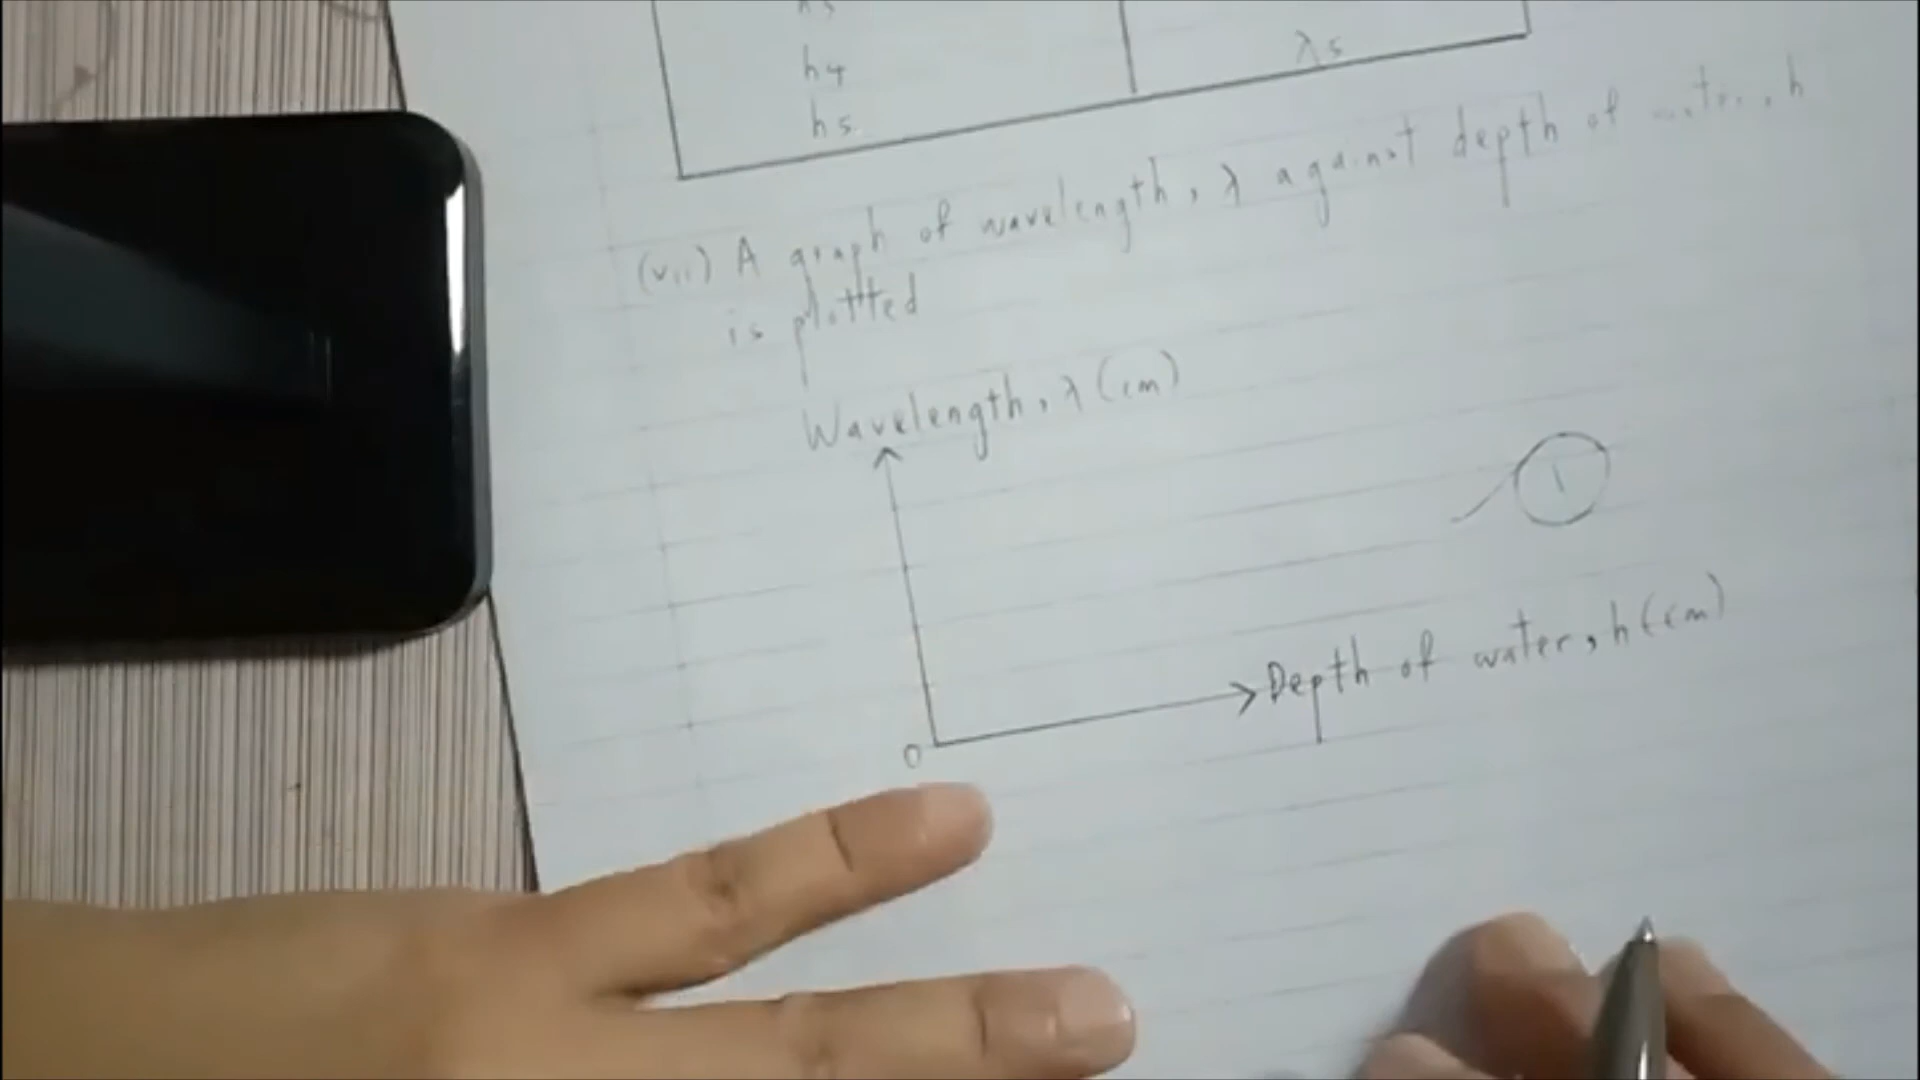 h4
λ5
h5
(vii) A graph of wavelength, λ against depth of water, h
is plotted
Wavelength, λ (cm)
1
Depth of water, h (cm)
0